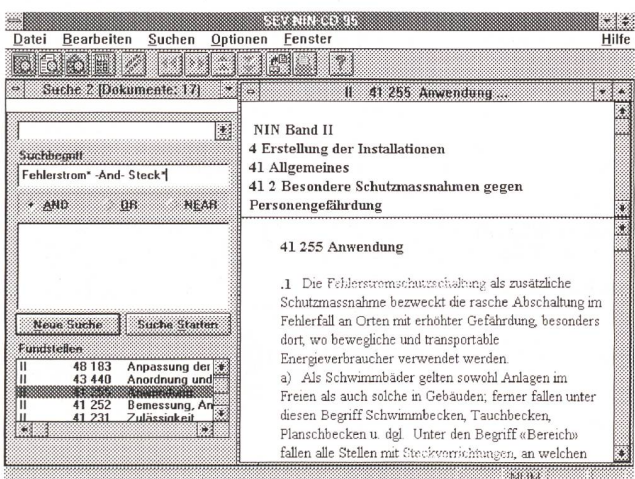 SEV NIN-CD 95
Datei Bearbeiten Suchen Optionen Fenster Hilfe
Suche 2 (Dokumente: 17)
Suchbegriff
Fehlerstrom* -And- Steck*
AND OR NEAR
Neue Suche Suche Starten
Fundstellen
II 48 183 Anpassung der
II 43 440 Anordnung und
II 41 255 Anwendung
II 41 252 Bemessung, An
II 41 231 Zulässigkeit
II 41 255 Anwendung ...
NIN Band II
4 Erstellung der Installationen
41 Allgemeines
41 2 Besondere Schutzmassnahmen gegen
Personengefährdung
41 255 Anwendung
.1 Die Fehlerstromschutzschaltung als zusätzliche
Schutzmassnahme bezweckt die rasche Abschaltung im
Fehlerfall an Orten mit erhöhter Gefährdung, besonders
dort, wo bewegliche und transportable
Energieverbraucher verwendet werden.
a) Als Schwimmbäder gelten sowohl Anlagen im
Freien als auch solche in Gebäuden; ferner fallen unter
diesen Begriff Schwimmbecken, Tauchbecken,
Planschbecken u. dgl. Unter den Begriff «Bereich»
fallen alle Stellen mit Steckvorrichtungen, an welchen
NUM